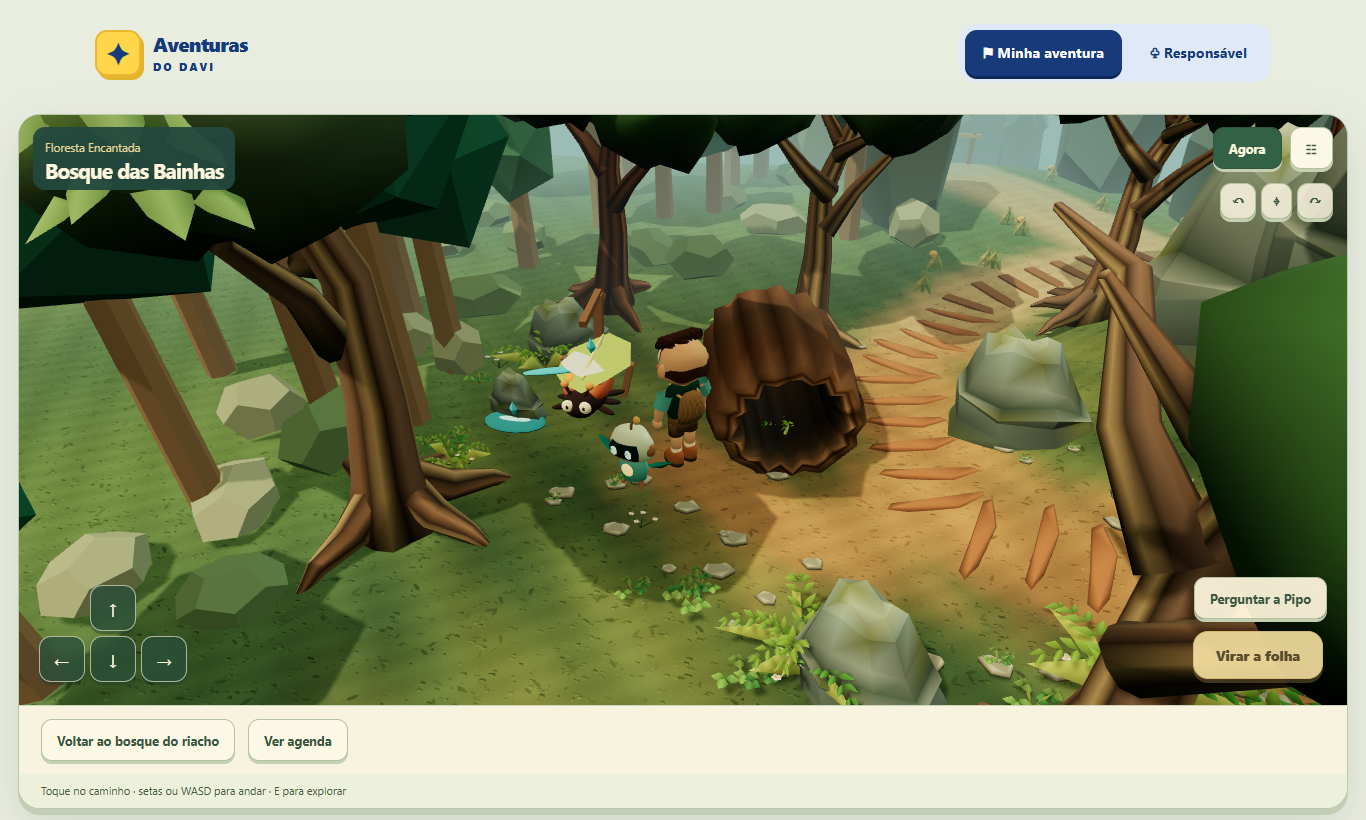 Aventuras
DO DAVI
Minha aventura
Responsável
Floresta Encantada
Bosque das Bainhas
Agora
Perguntar a Pipo
Virar a folha
Voltar ao bosque do riacho
Ver agenda
Toque no caminho · setas ou WASD para andar · E para explorar